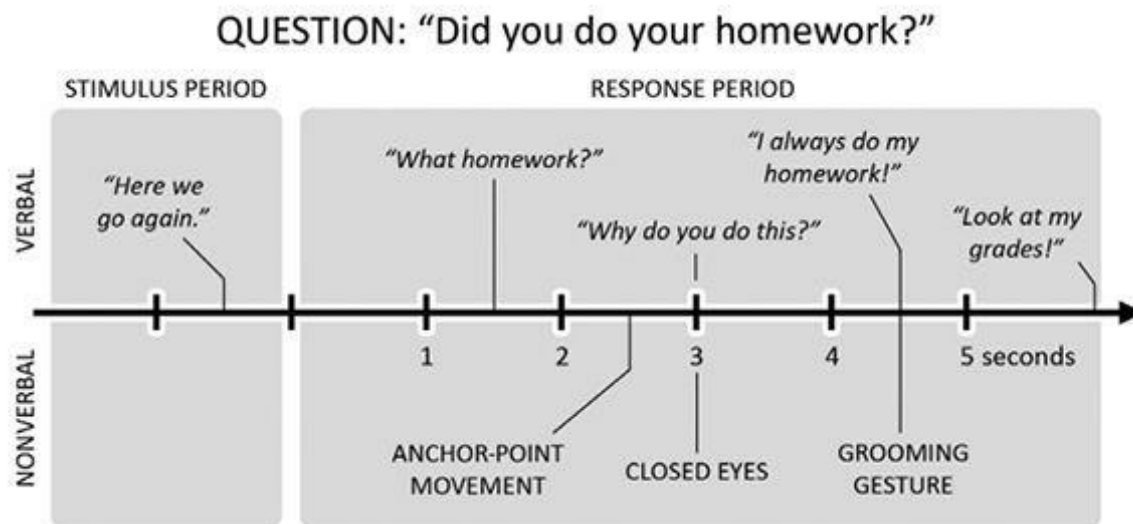 QUESTION: “Did you do your homework?”
STIMULUS PERIOD
RESPONSE PERIOD
VERBAL
“Here we
go again.”
“What homework?”
“Why do you do this?”
“I always do my
homework!”
“Look at my
grades!”
1
2
3
4
5 seconds
NONVERBAL
ANCHOR-POINT
MOVEMENT
CLOSED EYES
GROOMING
GESTURE